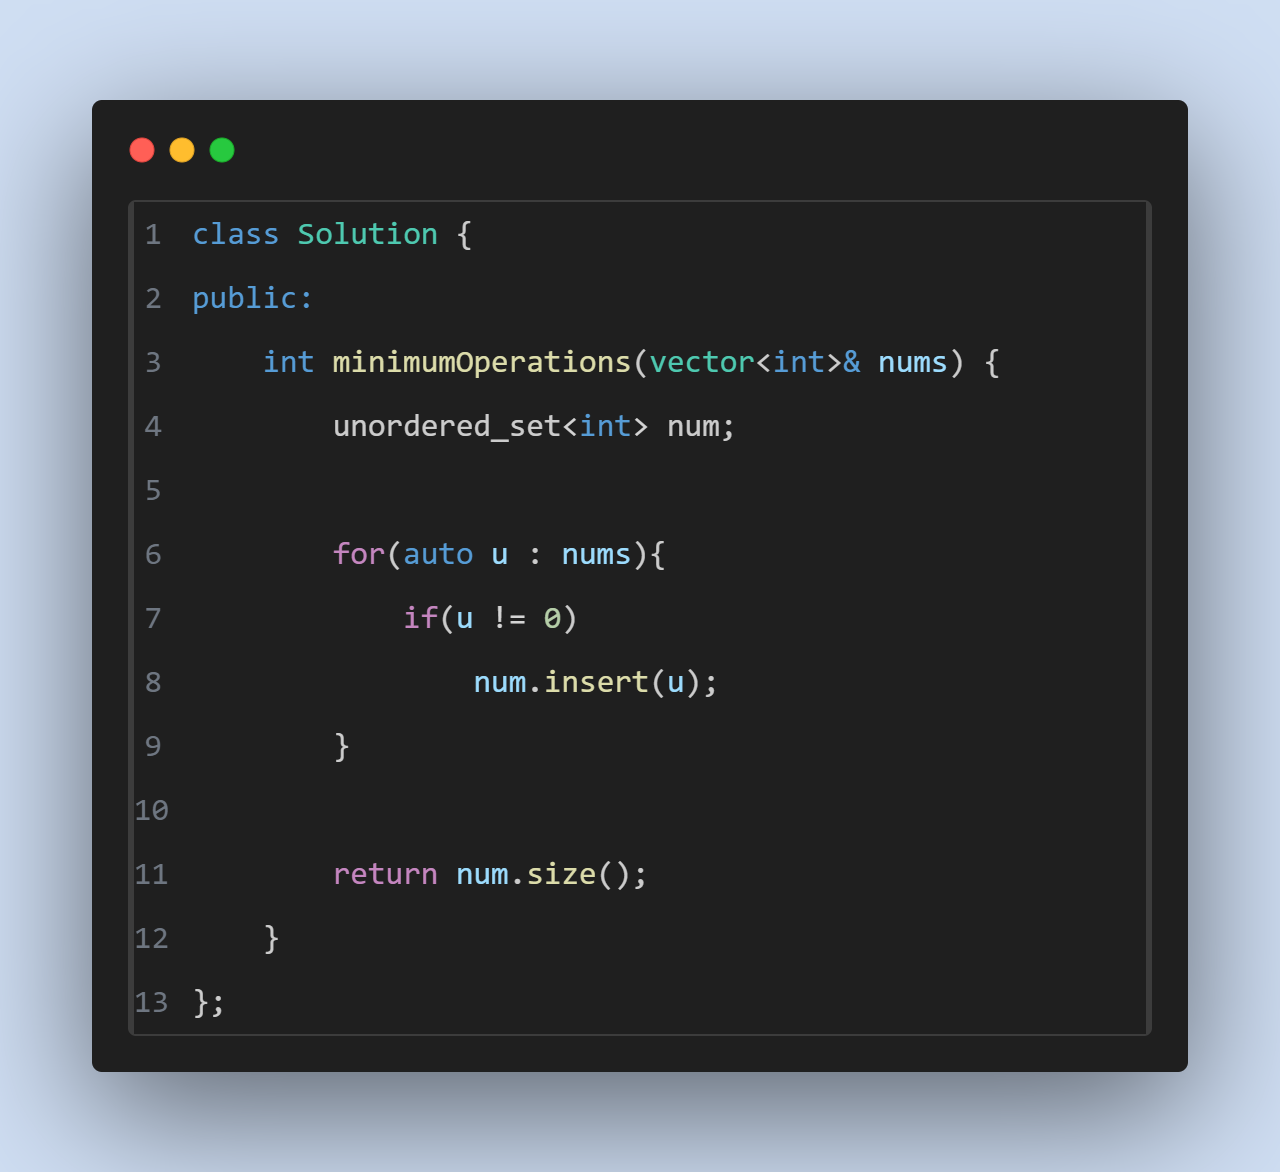 1 class Solution {
2 public:
3     int minimumOperations(vector<int>& nums) {
4         unordered_set<int> num;
5
6         for(auto u : nums){
7             if(u != 0)
8                 num.insert(u);
9         }
10
11         return num.size();
12     }
13 };